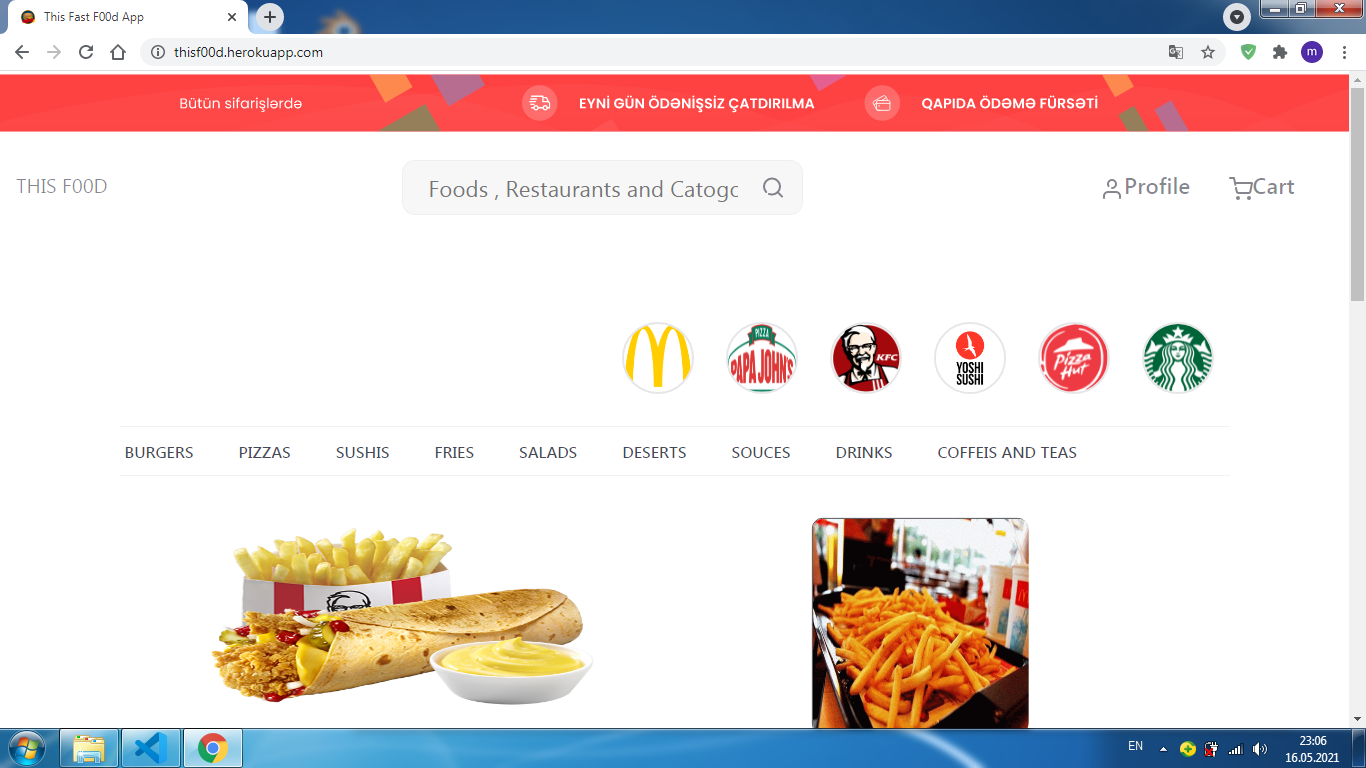 This Fast F00d App
thisf00d.herokuapp.com
m
Bütün sifarişlərdə
EYNİ GÜN ÖDƏNİŞSİZ ÇATDIRILMA
QAPIDA ÖDƏMƏ FÜRSƏTİ
THIS F00D
Foods , Restaurants and Catogc
Profile
Cart
PIZZA
PAPA JOHN'S
KFC
YOSHI
SUSHI
Pizza
Hut
BURGERS PIZZAS SUSHIS FRIES SALADS DESERTS SOUCES DRINKS COFFEIS AND TEAS
EN
23:06
16.05.2021